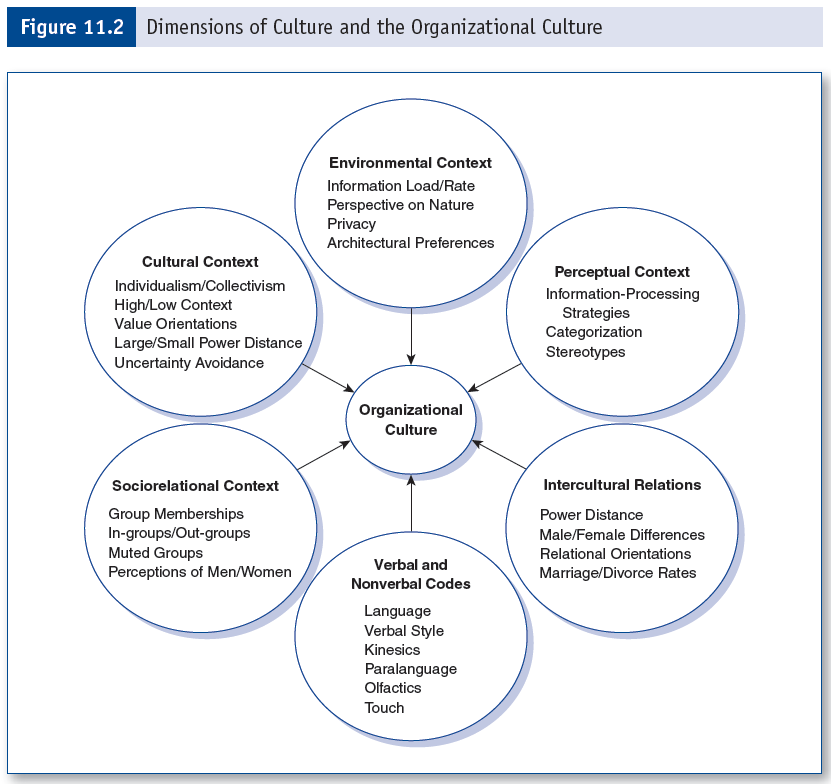 Figure 11.2 Dimensions of Culture and the Organizational Culture
Environmental Context
Information Load/Rate
Perspective on Nature
Privacy
Architectural Preferences
Cultural Context
Individualism/Collectivism
High/Low Context
Value Orientations
Large/Small Power Distance
Uncertainty Avoidance
Perceptual Context
Information-Processing
Strategies
Categorization
Stereotypes
Organizational
Culture
Sociorelational Context
Group Memberships
In-groups/Out-groups
Muted Groups
Perceptions of Men/Women
Intercultural Relations
Power Distance
Male/Female Differences
Relational Orientations
Marriage/Divorce Rates
Verbal and
Nonverbal Codes
Language
Verbal Style
Kinesics
Paralanguage
Olfactics
Touch